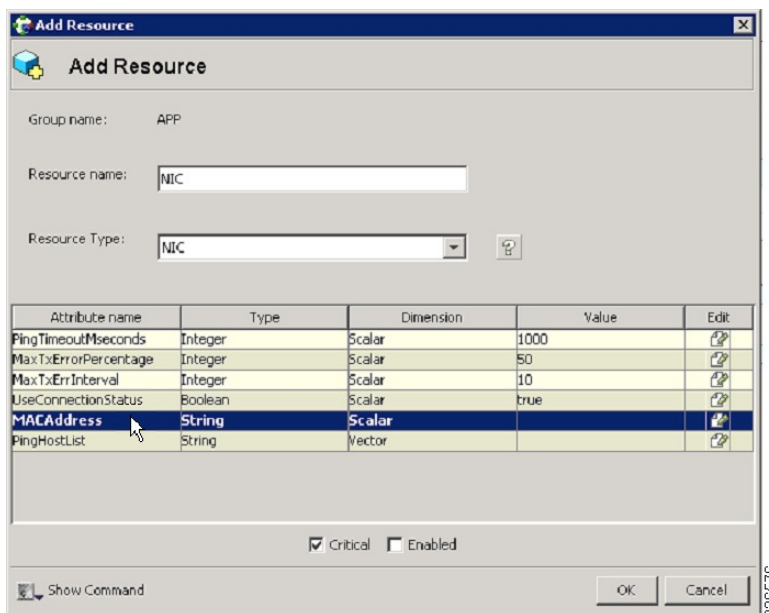 Add Resource
Add Resource
Group name: APP
Resource name: NIC
Resource Type: NIC
Attribute name Type Dimension Value Edit
PingTimeoutMseconds Integer Scalar 1000
MaxTxErrorPercentage Integer Scalar 50
MaxTxErrInterval Integer Scalar 10
UseConnectionStatus Boolean Scalar true
MACAddress String Scalar
PingHostList String Vector
Critical Enabled
Show Command OK Cancel